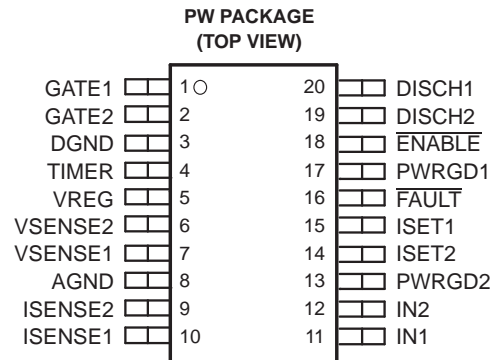 PW PACKAGE
(TOP VIEW)
GATE1 1 20 DISCH1
GATE2 2 19 DISCH2
DGND 3 18 ENABLE
TIMER 4 17 PWRGD1
VREG 5 16 FAULT
VSENSE2 6 15 ISET1
VSENSE1 7 14 ISET2
AGND 8 13 PWRGD2
ISENSE2 9 12 IN2
ISENSE1 10 11 IN1